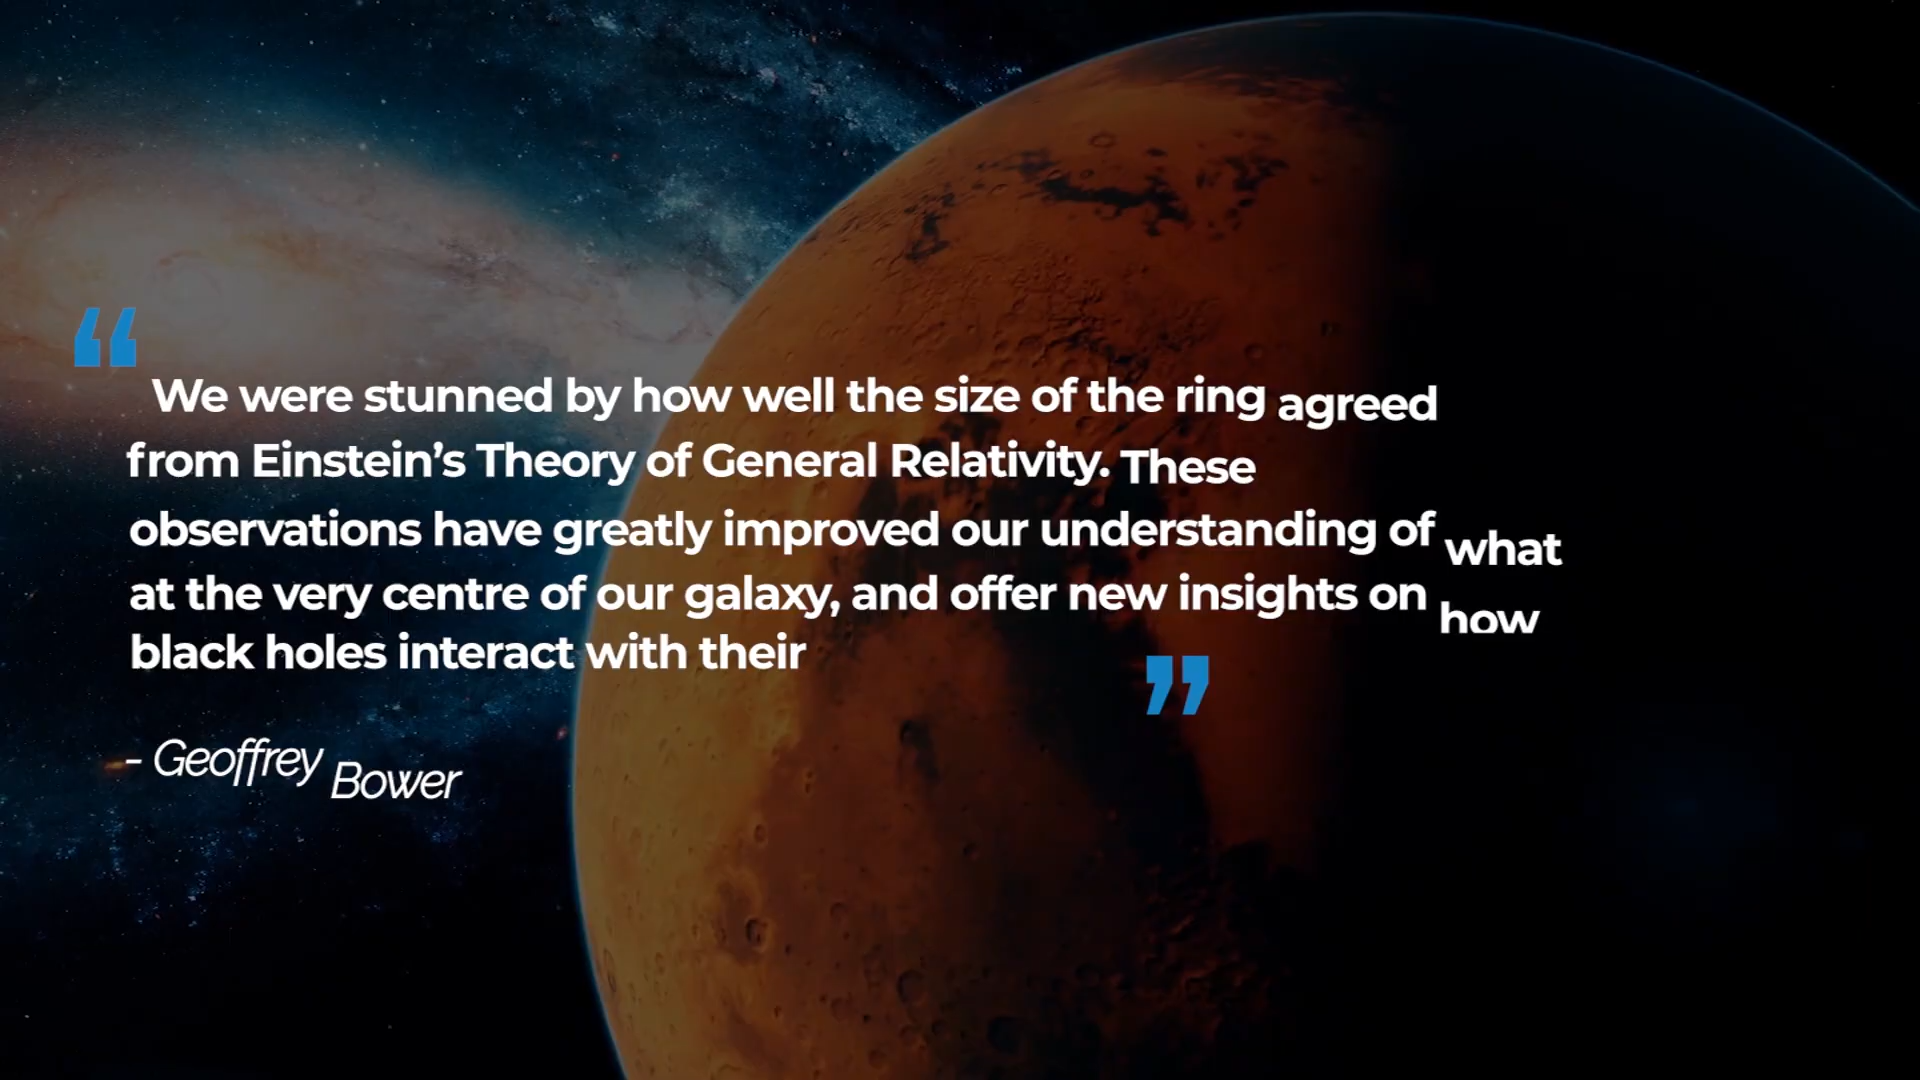 “ We were stunned by how well the size of the ring agreed
from Einstein’s Theory of General Relativity. These
observations have greatly improved our understanding of what
at the very centre of our galaxy, and offer new insights on how
black holes interact with their ”
- Geoffrey Bower